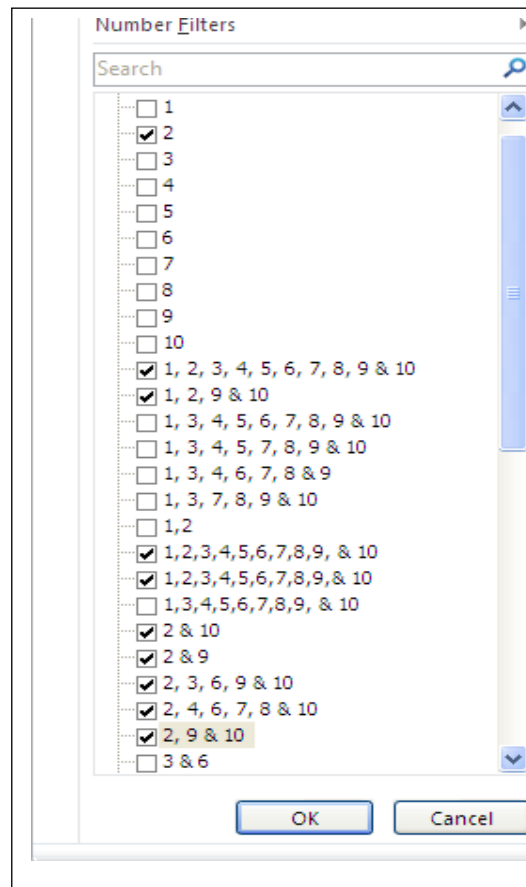 Number Filters
Search
1
2
3
4
5
6
7
8
9
10
1, 2, 3, 4, 5, 6, 7, 8, 9 & 10
1, 2, 9 & 10
1, 3, 4, 5, 6, 7, 8, 9 & 10
1, 3, 4, 5, 7, 8, 9 & 10
1, 3, 4, 6, 7, 8 & 9
1, 3, 7, 8, 9 & 10
1,2
1,2,3,4,5,6,7,8,9, & 10
1,2,3,4,5,6,7,8,9,& 10
1,3,4,5,6,7,8,9, & 10
2 & 10
2 & 9
2, 3, 6, 9 & 10
2, 4, 6, 7, 8 & 10
2, 9 & 10
3 & 6
OK Cancel